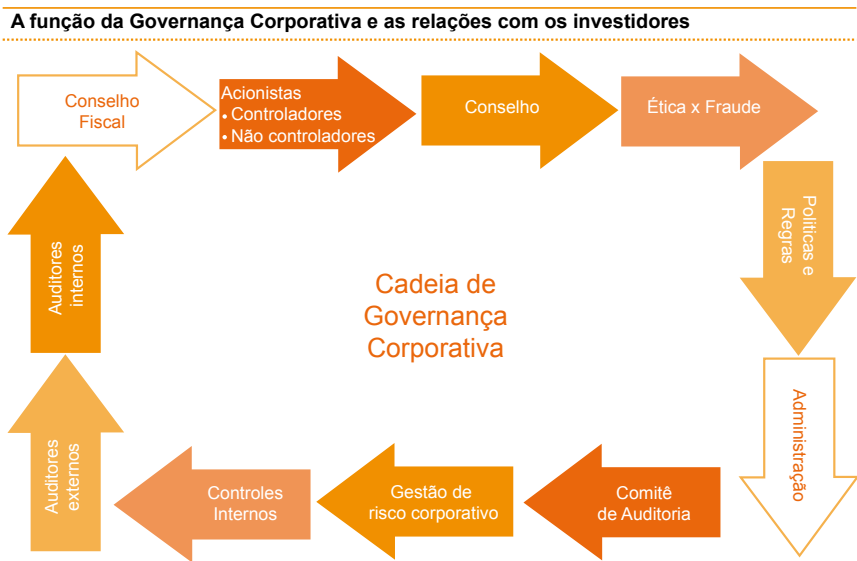 A função da Governança Corporativa e as relações com os investidores
Conselho
Fiscal
Acionistas
• Controladores
• Não controladores
Conselho
Ética x Fraude
Políticas e
Regras
Administração
Comitê
de Auditoria
Gestão de
risco corporativo
Controles
Internos
Auditores
externos
Auditores
internos
Cadeia de
Governança
Corporativa